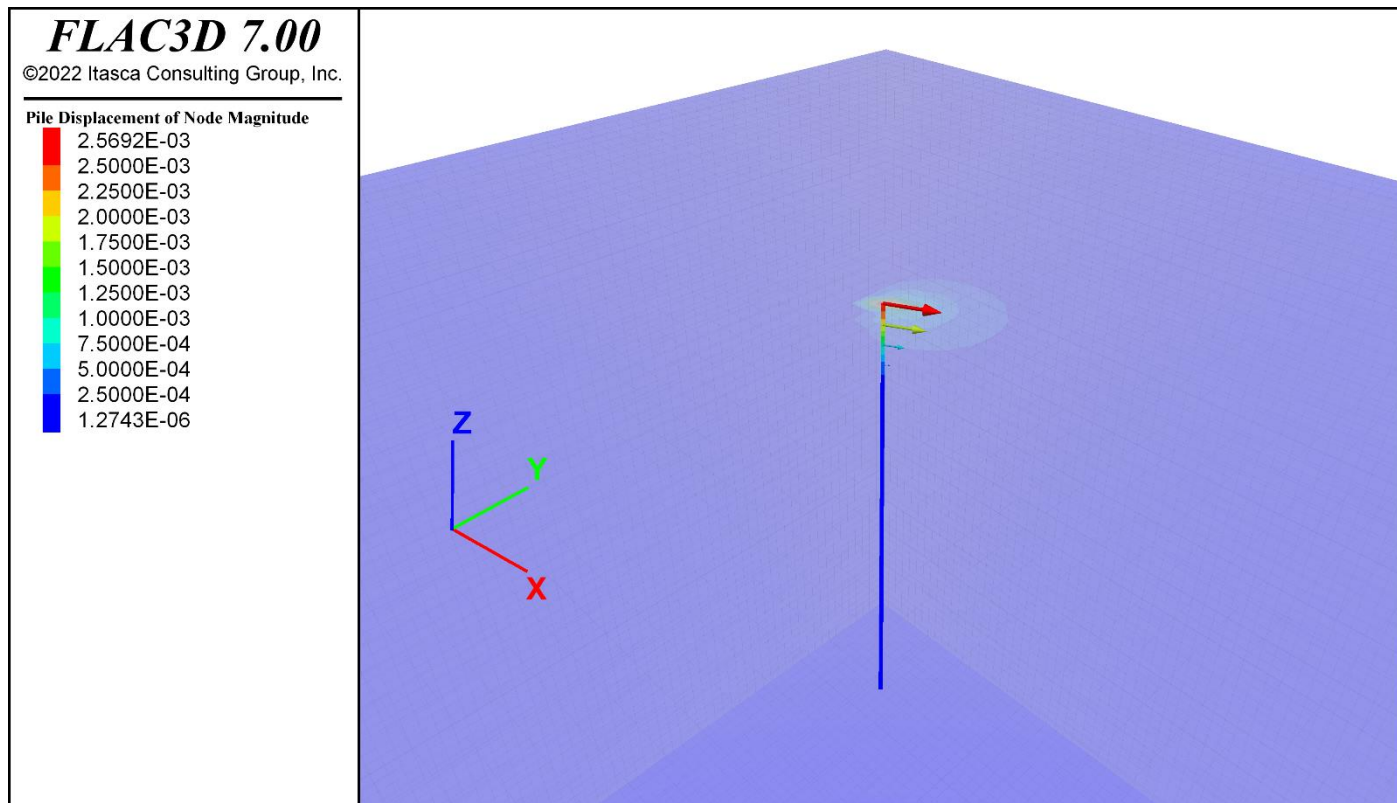 FLAC3D 7.00
©2022 Itasca Consulting Group, Inc.
Pile Displacement of Node Magnitude
2.5692E-03
2.5000E-03
2.2500E-03
2.0000E-03
1.7500E-03
1.5000E-03
1.2500E-03
1.0000E-03
7.5000E-04
5.0000E-04
2.5000E-04
1.2743E-06
Z
Y
X